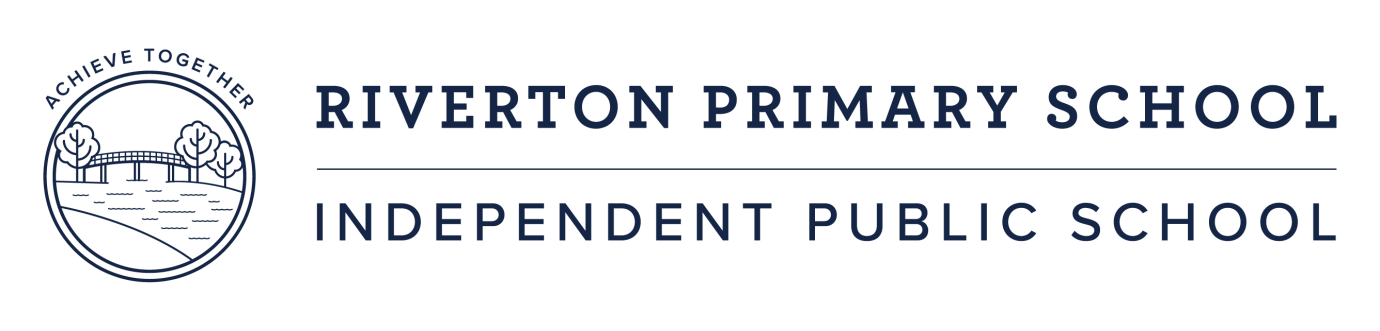 ACHIEVE TOGETHER
RIVERTON PRIMARY SCHOOL
INDEPENDENT PUBLIC SCHOOL